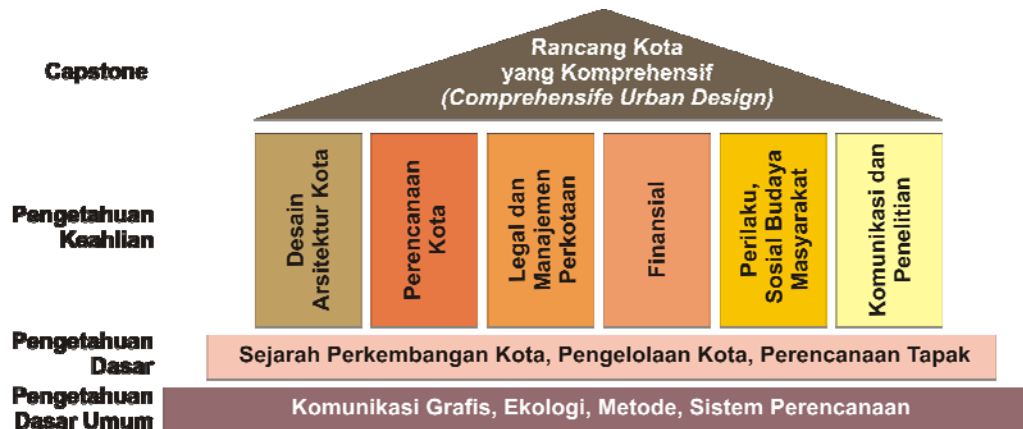 Capstone
Rancang Kota
yang Komprehensif
(Comprehensife Urban Design)
Pengetahuan
Keahlian
Desain
Arsitektur Kota
Perencanaan
Kota
Legal dan
Manajemen
Perkotaan
Finansial
Perilaku,
Sosial Budaya
Masyarakat
Komunikasi dan
Penelitian
Pengetahuan
Dasar
Sejarah Perkembangan Kota, Pengelolaan Kota, Perencanaan Tapak
Pengetahuan
Dasar Umum
Komunikasi Grafis, Ekologi, Metode, Sistem Perencanaan